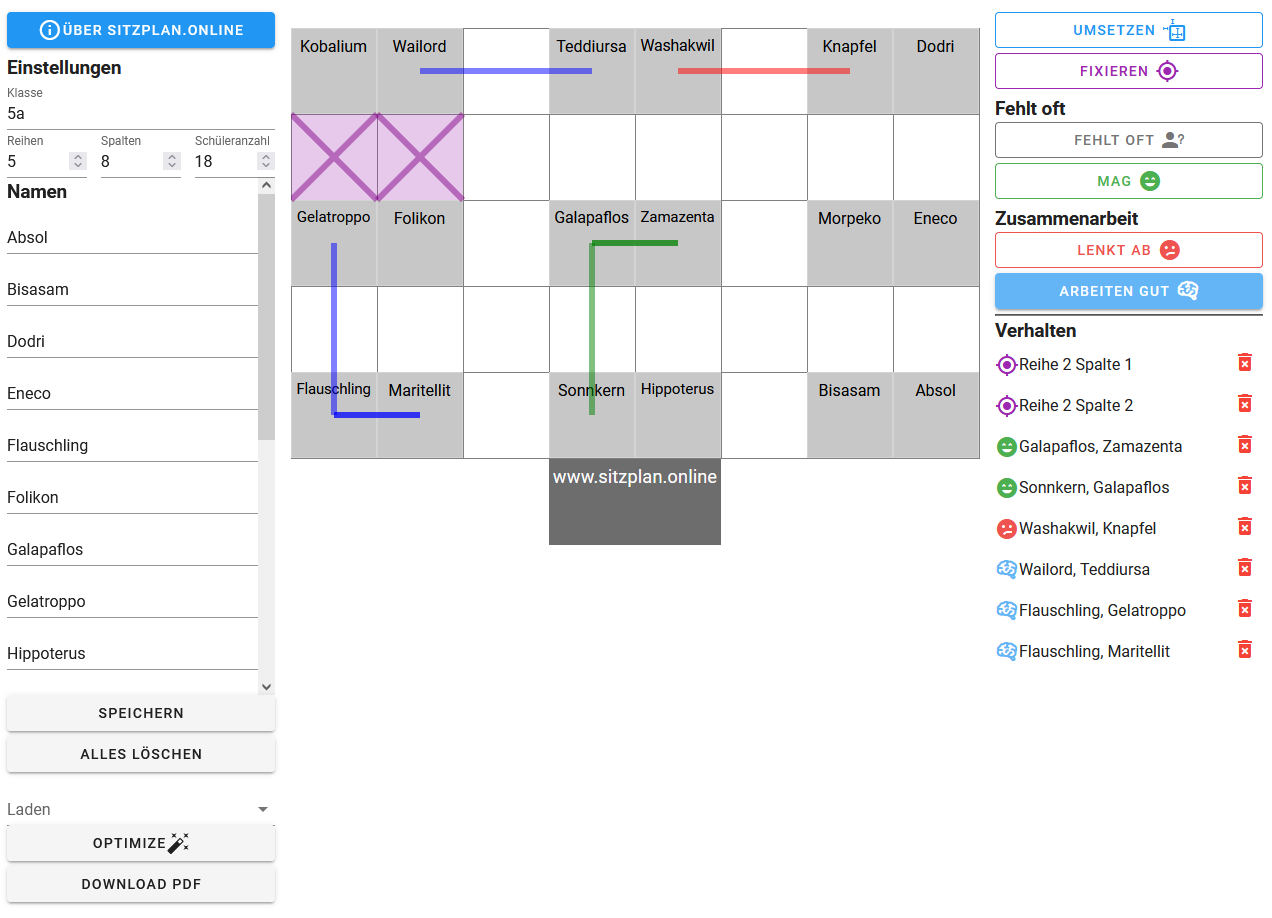 ÜBER SITZPLAN.ONLINE
Einstellungen
Klasse
5a
Reihen Spalten Schüleranzahl
5 8 18
Namen
Absol
Bisasam
Dodri
Eneco
Flauschling
Folikon
Galapaflos
Gelatroppo
Hippoterus
SPEICHERN
ALLES LÖSCHEN
Laden
OPTIMIZE
DOWNLOAD PDF
Kobalium Wailord Teddiursa Washakwil Knapfel Dodri
Gelatroppo Folikon Galapaflos Zamazenta Morpeko Eneco
Flauschling Maritellit Sonnkern Hippoterus Bisasam Absol
www.sitzplan.online
UMSETZEN
FIXIEREN
Fehlt oft
FEHLT OFT ?
MAG
Zusammenarbeit
LENKT AB
ARBEITEN GUT
Verhalten
Reihe 2 Spalte 1
Reihe 2 Spalte 2
Galapaflos, Zamazenta
Sonnkern, Galapaflos
Washakwil, Knapfel
Wailord, Teddiursa
Flauschling, Gelatroppo
Flauschling, Maritellit